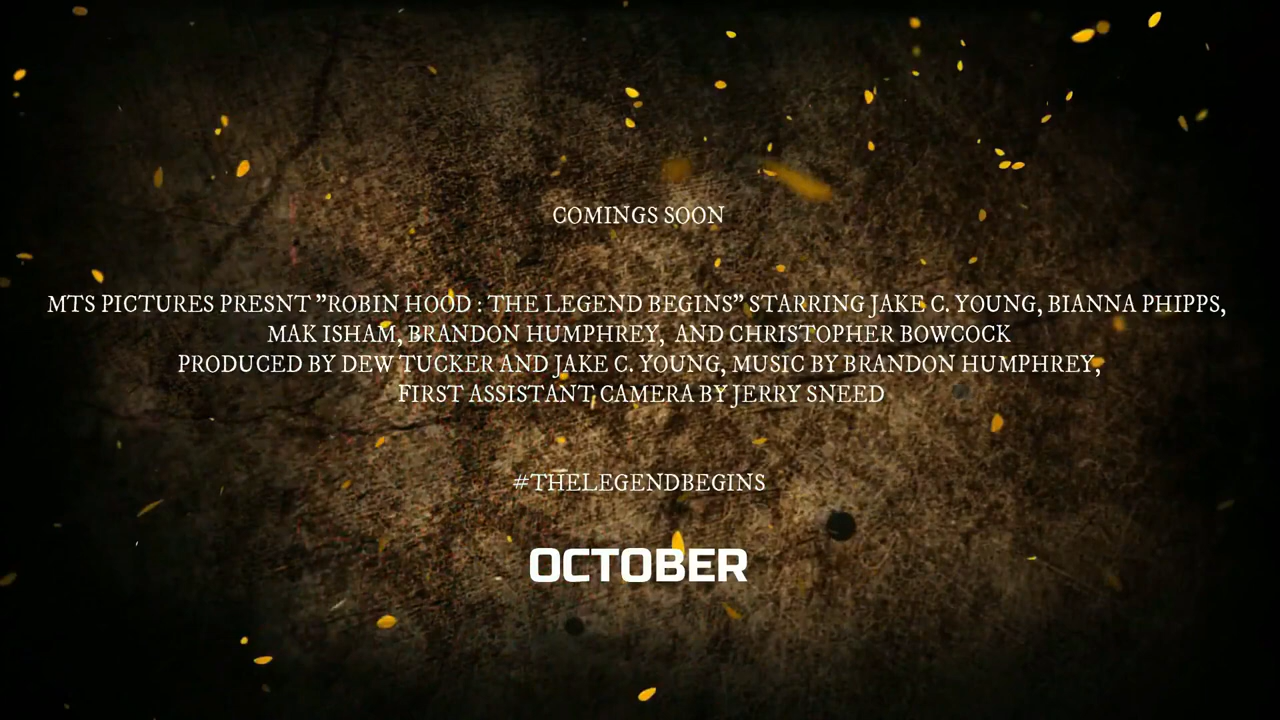 COMINGS SOON
MTS PICTURES PRESNT "ROBIN HOOD : THE LEGEND BEGINS" STARRING JAKE C. YOUNG, BIANNA PHIPPS,
MAK ISHAM, BRANDON HUMPHREY, AND CHRISTOPHER BOWCOCK
PRODUCED BY DEW TUCKER AND JAKE C. YOUNG, MUSIC BY BRANDON HUMPHREY,
FIRST ASSISTANT CAMERA BY JERRY SNEED
#THELEGENDBEGINS
OCTOBER